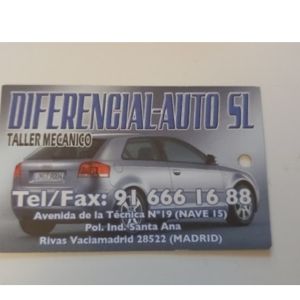 DIFERENCIAL-AUTO SL
TALLER MECANICO
Tel/Fax: 91 666 16 88
Avenida de la Técnica Nº19 (NAVE 15)
Pol. Ind. Santa Ana
Rivas Vaciamadrid 28522 (MADRID)